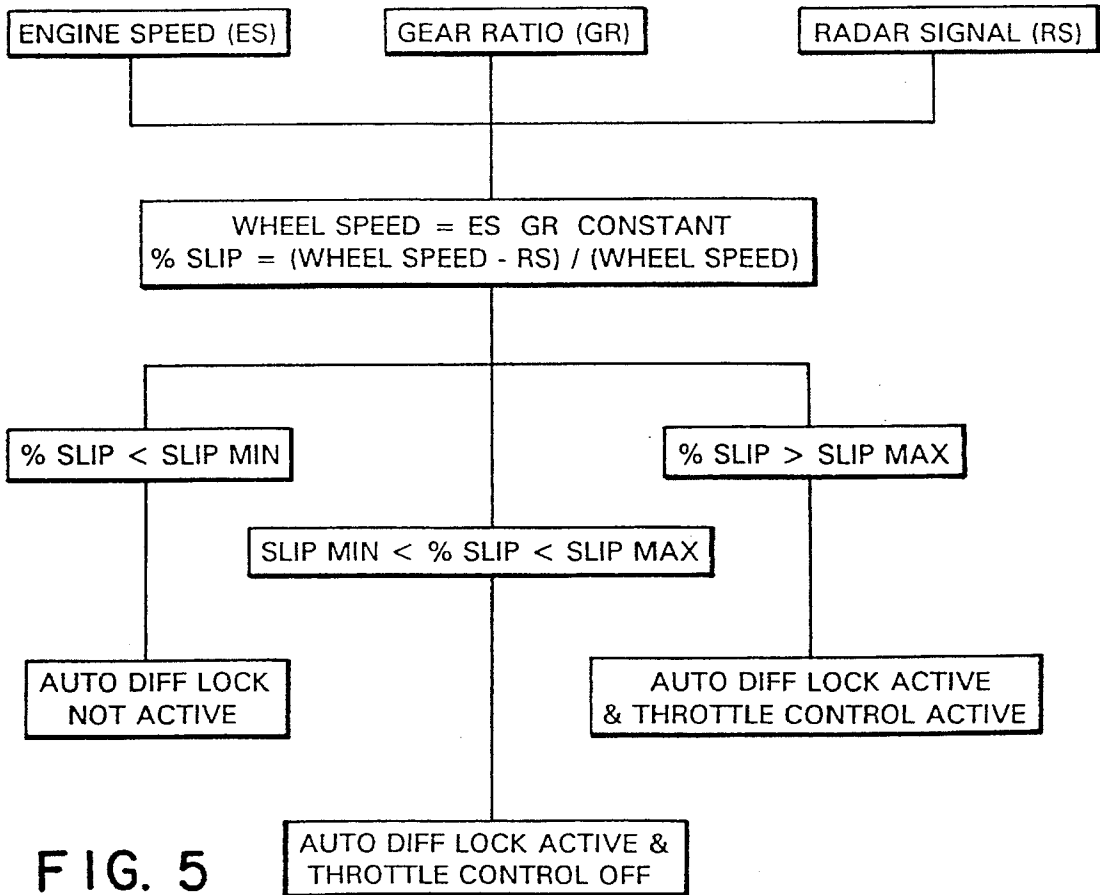 ENGINE SPEED (ES)
GEAR RATIO (GR)
RADAR SIGNAL (RS)
WHEEL SPEED = ES GR CONSTANT
% SLIP = (WHEEL SPEED - RS) / (WHEEL SPEED)
% SLIP < SLIP MIN
% SLIP > SLIP MAX
SLIP MIN < % SLIP < SLIP MAX
AUTO DIFF LOCK
NOT ACTIVE
AUTO DIFF LOCK ACTIVE
& THROTTLE CONTROL ACTIVE
AUTO DIFF LOCK ACTIVE &
THROTTLE CONTROL OFF
FIG. 5